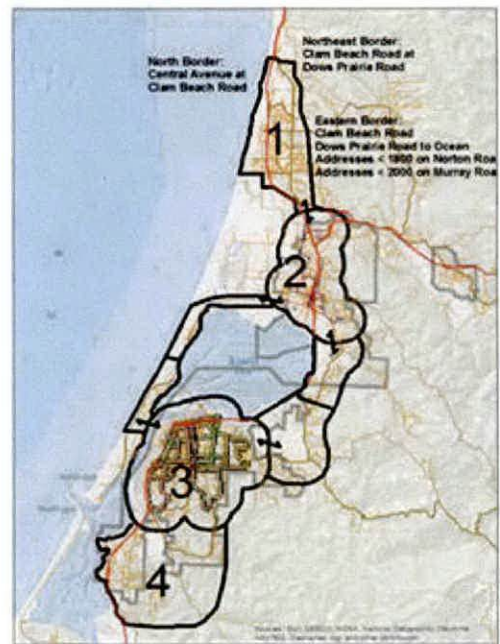 North Border:
Central Avenue at
Clam Beach Road
Northeast Border:
Clam Beach Road at
Dows Prairie Road
Eastern Border:
Clam Beach Road
Dows Prairie Road to Ocean
Addresses < 1800 on Norton Roa
Addresses < 2000 on Murray Roa
1
2
3
4